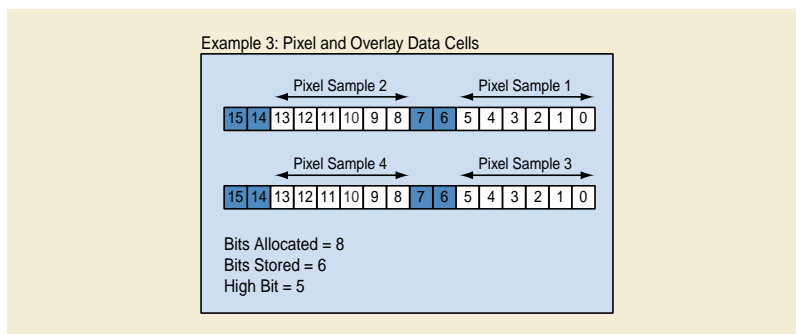 Example 3: Pixel and Overlay Data Cells
Pixel Sample 2 Pixel Sample 1
15 14 13 12 11 10 9 8 7 6 5 4 3 2 1 0
Pixel Sample 4 Pixel Sample 3
15 14 13 12 11 10 9 8 7 6 5 4 3 2 1 0
Bits Allocated = 8
Bits Stored = 6
High Bit = 5